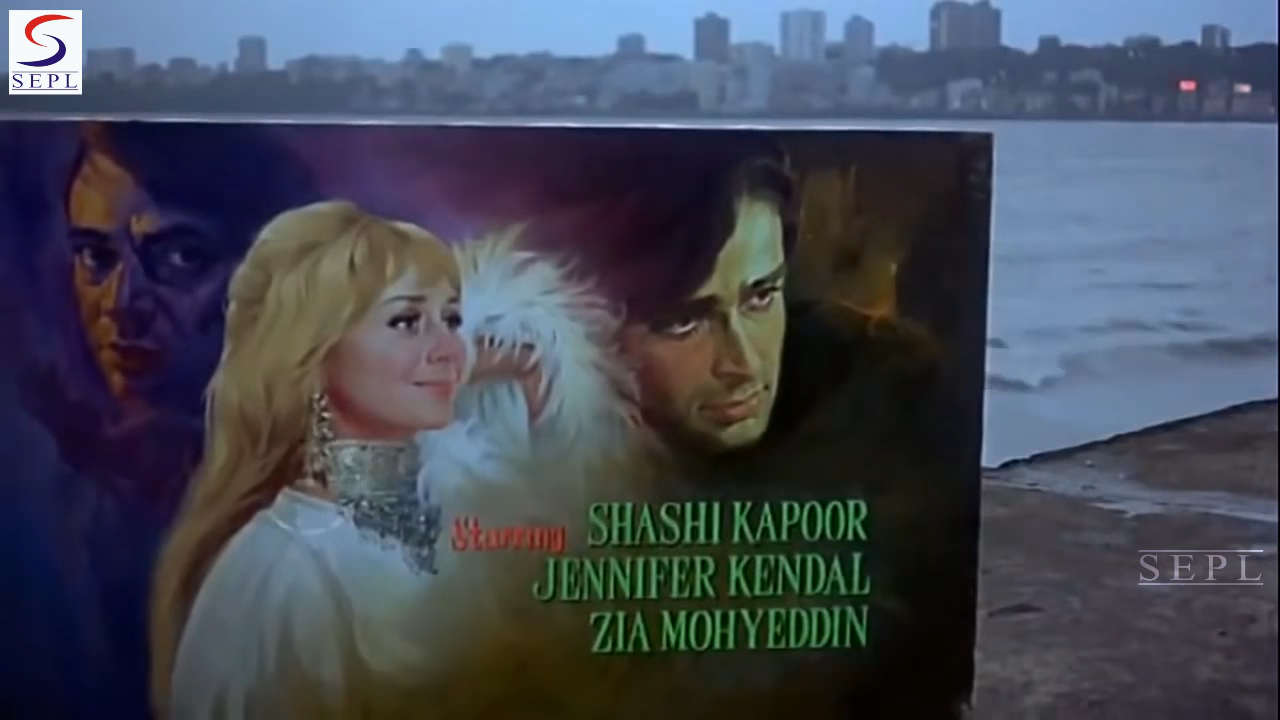 SEPL
Starring SHASHI KAPOOR
JENNIFER KENDAL
ZIA MOHYEDDIN
SEPL